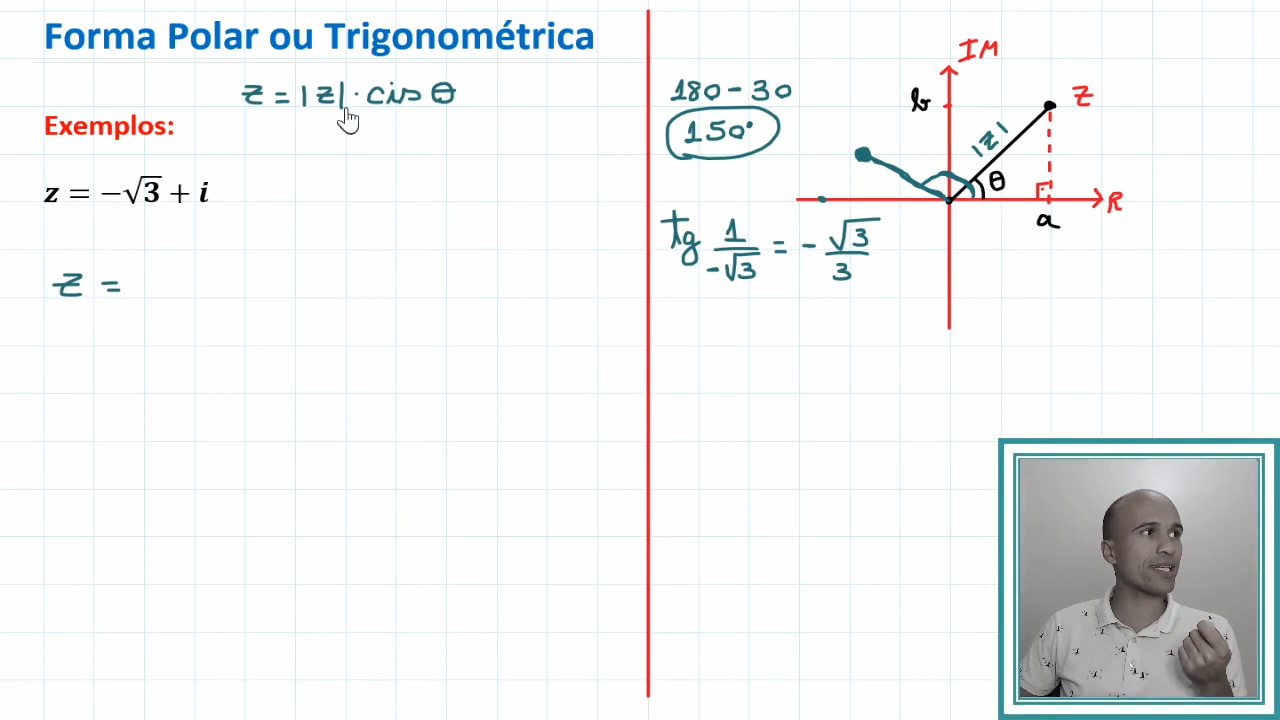 Forma Polar ou Trigonométrica
z = |z| · cis θ
Exemplos:
z = −√3 + i
z =
180 − 30
150°
tg 1/−√3 = − √3/3
IM
b
z
|z|
θ
R
a